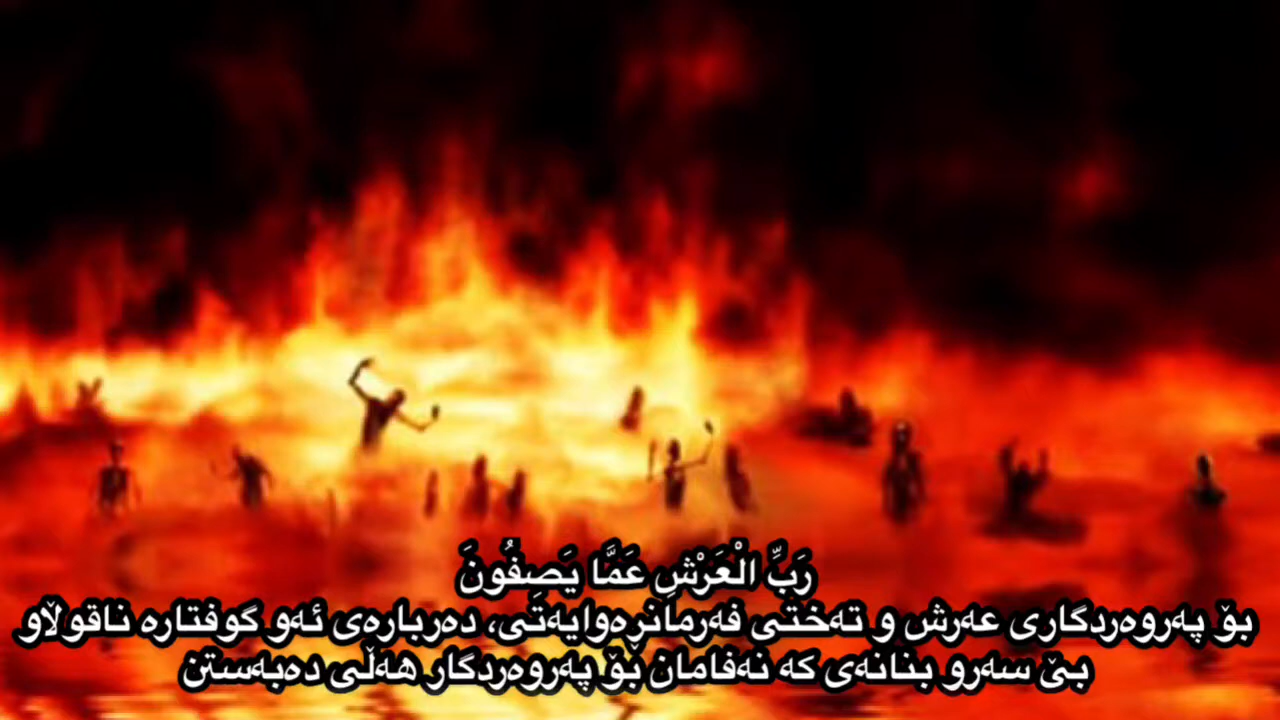 رَبِّ الْعَرْشِ عَمَّا يَصِفُونَ
بۆ پەروەردگاری عەرش و تەختی فەرمانڕەوایەتی، دەربارەی ئەو گوفتارە ناقوڵاو
بێ سەرو بنانەی کە نەفامان بۆ پەروەردگار هەڵی دەبەستن